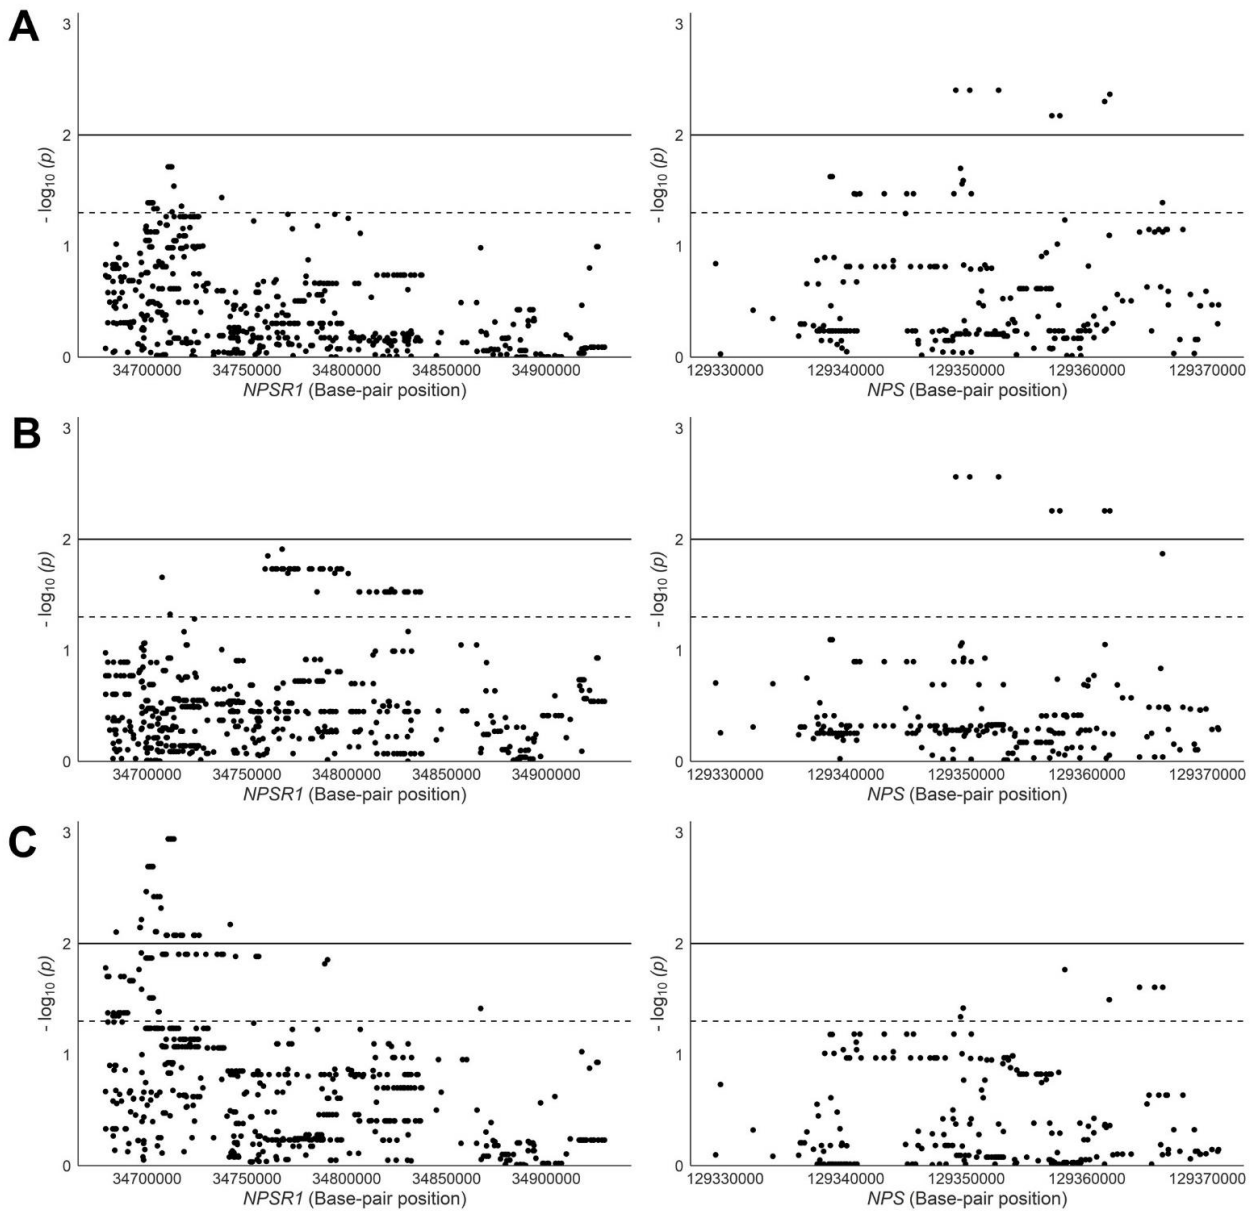 A
3
2
1
0
- log10 (p)
34700000 34750000 34800000 34850000 34900000
NPSR1 (Base-pair position)
3
2
1
0
- log10 (p)
129330000 129340000 129350000 129360000 129370000
NPS (Base-pair position)
B
3
2
1
0
- log10 (p)
34700000 34750000 34800000 34850000 34900000
NPSR1 (Base-pair position)
3
2
1
0
- log10 (p)
129330000 129340000 129350000 129360000 129370000
NPS (Base-pair position)
C
3
2
1
0
- log10 (p)
34700000 34750000 34800000 34850000 34900000
NPSR1 (Base-pair position)
3
2
1
0
- log10 (p)
129330000 129340000 129350000 129360000 129370000
NPS (Base-pair position)